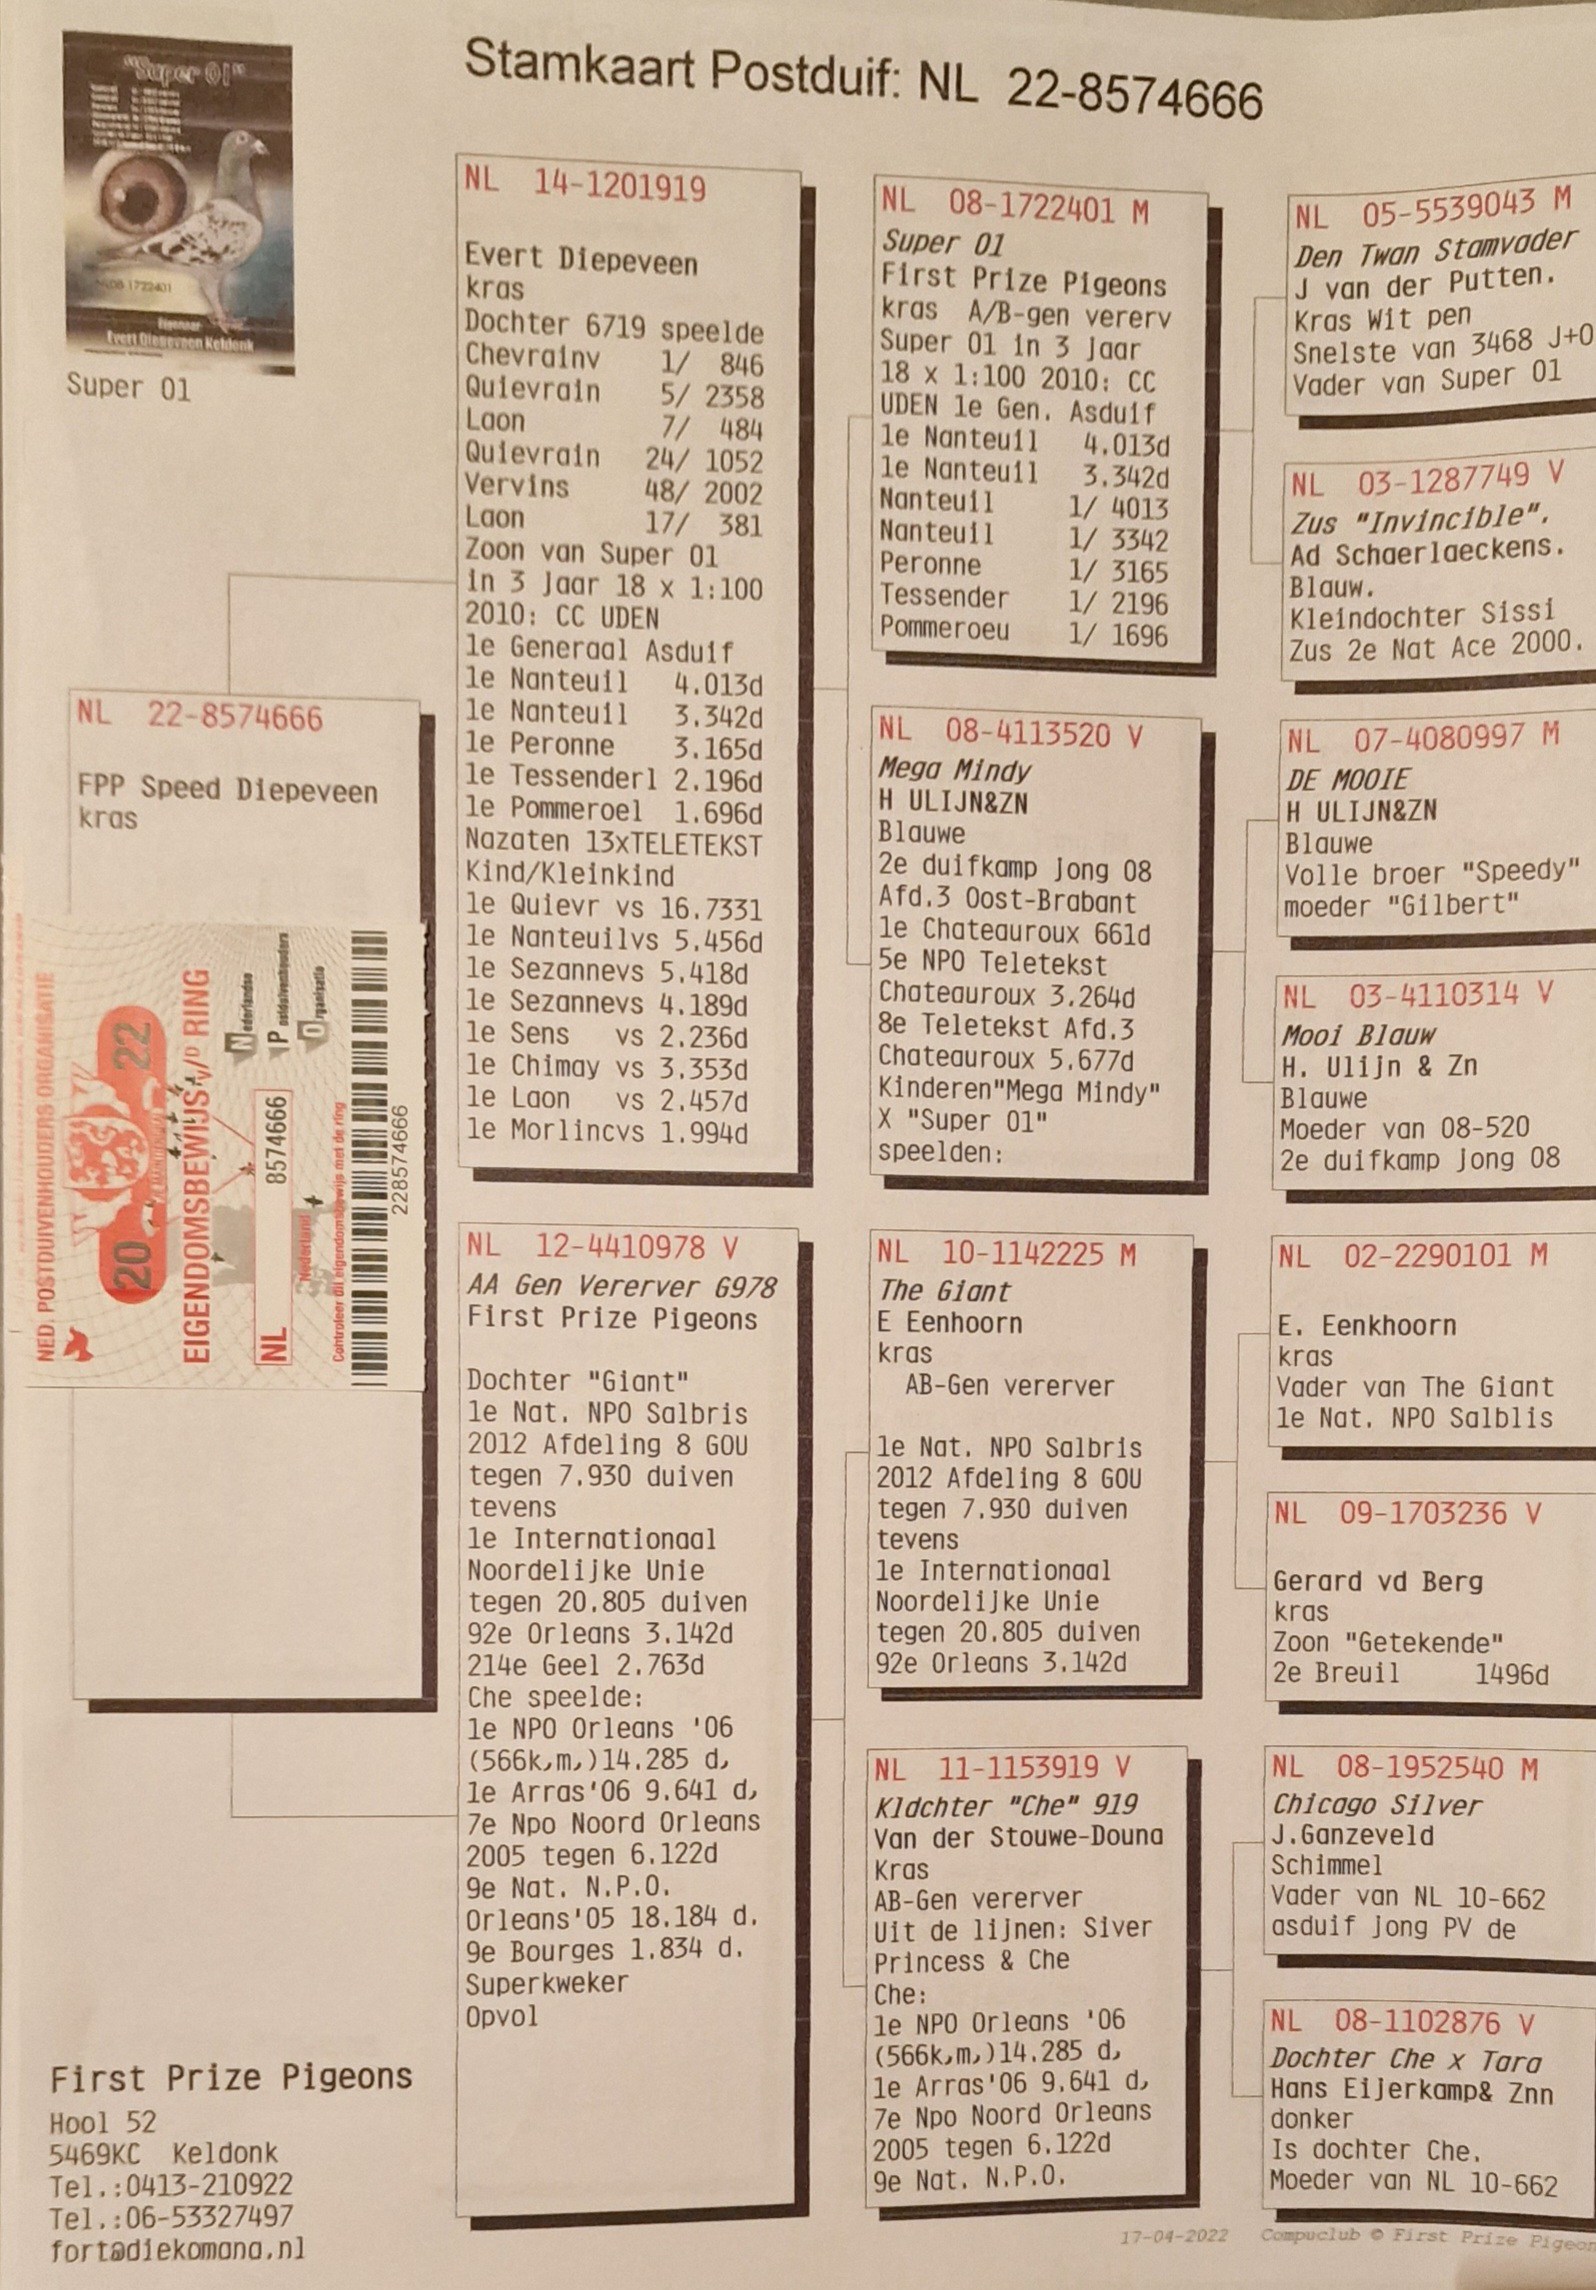 Stamkaart Postduif: NL 22-8574666
"Super 01"
NL08 1722401
Eigenaar
Evert Diepeveen Keldonk
Super 01
NL 22-8574666
FPP Speed Diepeveen
kras
NED. POSTDUIVENHOUDERS ORGANISATIE
20 22
EIGENDOMSBEWIJS v/d RING
Nederlandse
Postduivenhouders
Organisatie
NL 8574666
Nederland
Controleer dit eigendomsbewijs met de ring
228574666
NL 14-1201919
Evert Diepeveen
kras
Dochter 6719 speelde
Chevrainv 1/ 846
Quievrain 5/ 2358
Laon 7/ 484
Quievrain 24/ 1052
Vervins 48/ 2002
Laon 17/ 381
Zoon van Super 01
in 3 Jaar 18 x 1:100
2010: CC UDEN
1e Generaal Asduif
1e Nanteuil 4.013d
1e Nanteuil 3.342d
1e Peronne 3.165d
1e Tessenderl 2.196d
1e Pommeroel 1.696d
Nazaten 13xTELETEKST
Kind/Kleinkind
1e Quievr vs 16.7331
1e Nanteuilvs 5.456d
1e Sezannevs 5.418d
1e Sezannevs 4.189d
1e Sens vs 2.236d
1e Chimay vs 3.353d
1e Laon vs 2.457d
1e Morlincvs 1.994d
NL 12-4410978 V
AA Gen Vererver G978
First Prize Pigeons
Dochter "Giant"
1e Nat. NPO Salbris
2012 Afdeling 8 GOU
tegen 7.930 duiven
tevens
1e Internationaal
Noordelijke Unie
tegen 20.805 duiven
92e Orleans 3.142d
214e Geel 2.763d
Che speelde:
1e NPO Orleans '06
(566k,m,)14.285 d,
1e Arras'06 9.641 d,
7e Npo Noord Orleans
2005 tegen 6.122d
9e Nat. N.P.O.
Orleans'05 18.184 d.
9e Bourges 1.834 d.
Superkweker
Opvol
NL 08-1722401 M
Super 01
First Prize Pigeons
kras A/B-gen vererv
Super 01 in 3 Jaar
18 x 1:100 2010: CC
UDEN 1e Gen. Asduif
1e Nanteuil 4.013d
1e Nanteuil 3.342d
Nanteuil 1/ 4013
Nanteuil 1/ 3342
Peronne 1/ 3165
Tessender 1/ 2196
Pommeroeu 1/ 1696
NL 08-4113520 V
Mega Mindy
H ULIJN&ZN
Blauwe
2e duifkamp jong 08
Afd.3 Oost-Brabant
1e Chateauroux 661d
5e NPO Teletekst
Chateauroux 3.264d
8e Teletekst Afd.3
Chateauroux 5.677d
Kinderen"Mega Mindy"
X "Super 01"
speelden:
NL 10-1142225 M
The Giant
E Eenhoorn
kras
AB-Gen vererver
1e Nat. NPO Salbris
2012 Afdeling 8 GOU
tegen 7.930 duiven
tevens
1e Internationaal
Noordelijke Unie
tegen 20.805 duiven
92e Orleans 3.142d
NL 11-1153919 V
Kldchter "Che" 919
Van der Stouwe-Douna
Kras
AB-Gen vererver
Uit de lijnen: Siver
Princess & Che
Che:
1e NPO Orleans '06
(566k,m,)14.285 d,
1e Arras'06 9.641 d,
7e Npo Noord Orleans
2005 tegen 6.122d
9e Nat. N.P.O.
NL 05-5539043 M
Den Twan Stamvader
J van der Putten.
Kras Wit pen
Snelste van 3468 J+O
Vader van Super 01
NL 03-1287749 V
Zus "Invincible".
Ad Schaerlaeckens.
Blauw.
Kleindochter Sissi
Zus 2e Nat Ace 2000.
NL 07-4080997 M
DE MOOIE
H ULIJN&ZN
Blauwe
Volle broer "Speedy"
moeder "Gilbert"
NL 03-4110314 V
Mooi Blauw
H. Ulijn & Zn
Blauwe
Moeder van 08-520
2e duifkamp jong 08
NL 02-2290101 M
E. Eenkhoorn
kras
Vader van The Giant
1e Nat. NPO Salblis
NL 09-1703236 V
Gerard vd Berg
kras
Zoon "Getekende"
2e Breuil 1496d
NL 08-1952540 M
Chicago Silver
J.Ganzeveld
Schimmel
Vader van NL 10-662
asduif jong PV de
NL 08-1102876 V
Dochter Che x Tara
Hans Eijerkamp& Znn
donker
Is dochter Che.
Moeder van NL 10-662
First Prize Pigeons
Hool 52
5469KC Keldonk
Tel.:0413-210922
Tel.:06-53327497
fort@diekomana.nl
17-04-2022 Compuclub © First Prize Pigeon